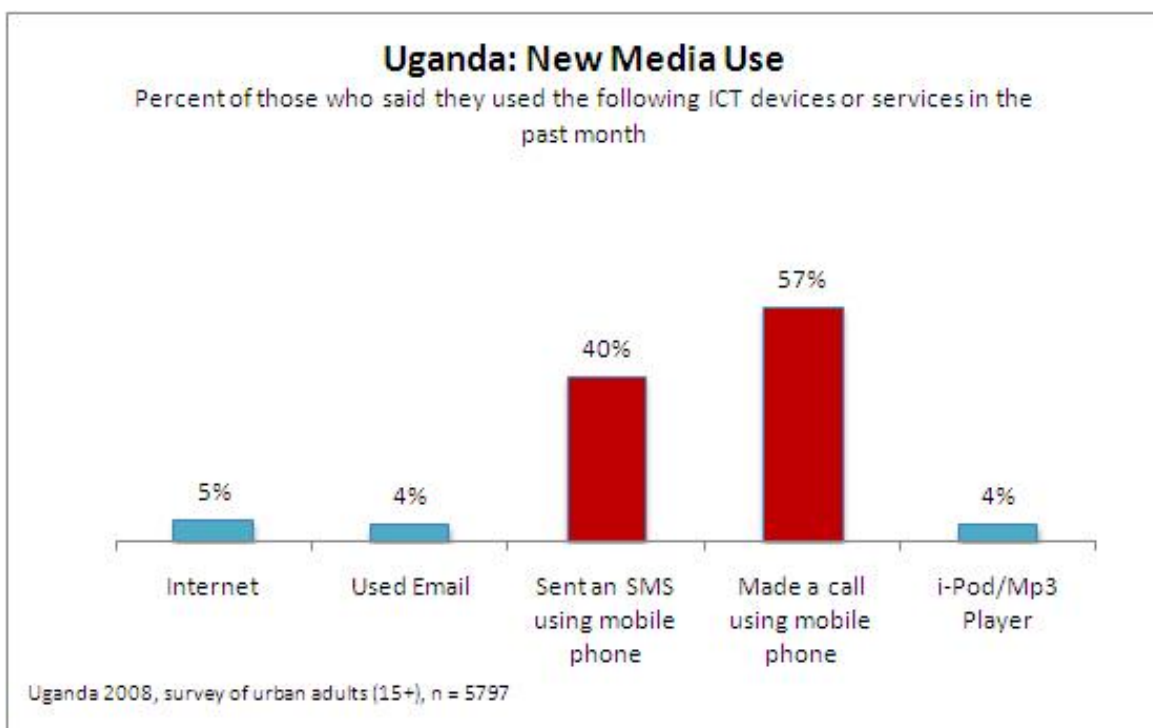 Uganda: New Media Use
Percent of those who said they used the following ICT devices or services in the
past month
57%
40%
5%
4%
4%
Internet
Used Email
Sent an SMS
using mobile
phone
Made a call
using mobile
phone
i-Pod/Mp3
Player
Uganda 2008, survey of urban adults (15+), n = 5797